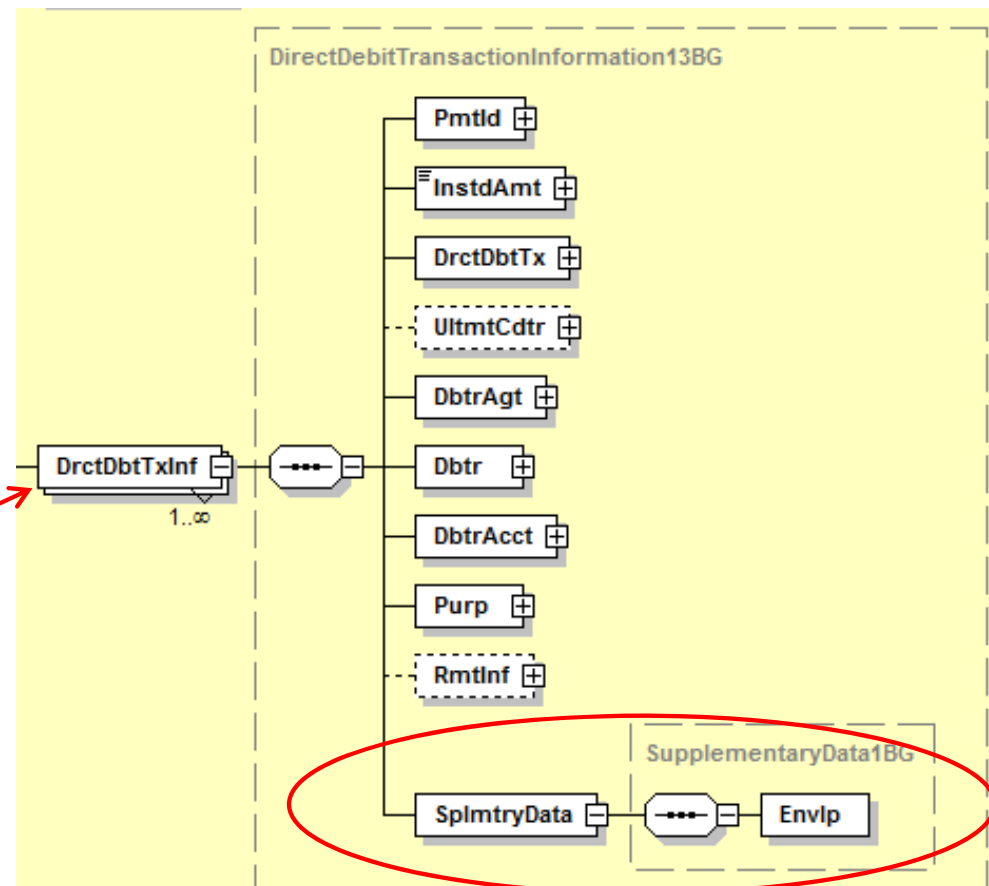 DirectDebitTransactionInformation13BG
PmtId
InstdAmt
DrctDbtTx
UltmtCdtr
DbtrAgt
DrctDbtTxInf
Dbtr
1..∞
DbtrAcct
Purp
RmtInf
SupplementaryData1BG
SplmtryData
Envlp